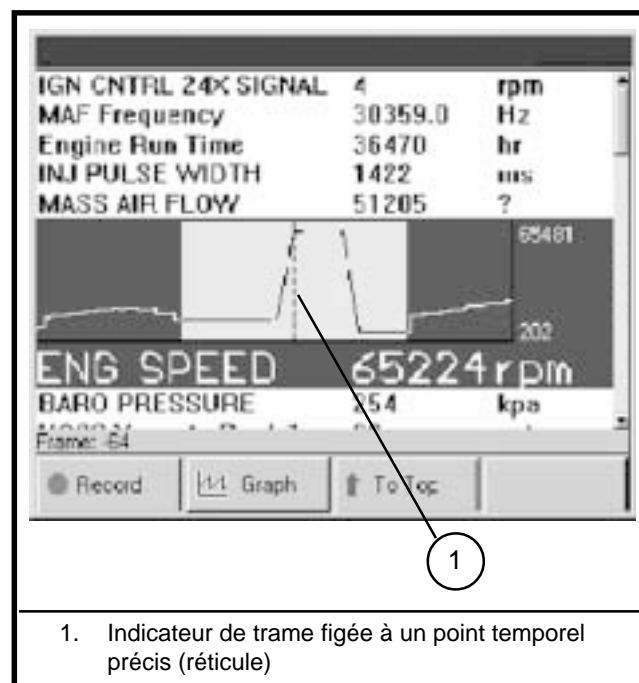 IGN CNTRL 24X SIGNAL 4 rpm
MAF Frequency 30359.0 Hz
Engine Run Time 36470 hr
INJ PULSE WIDTH 1422 ms
MASS AIR FLOW 51205 ?
65481
202
ENG SPEED 65224 rpm
BARO PRESSURE 254 kpa
Frame: -64
Record Graph To Top
1
1. Indicateur de trame figée à un point temporel
précis (réticule)